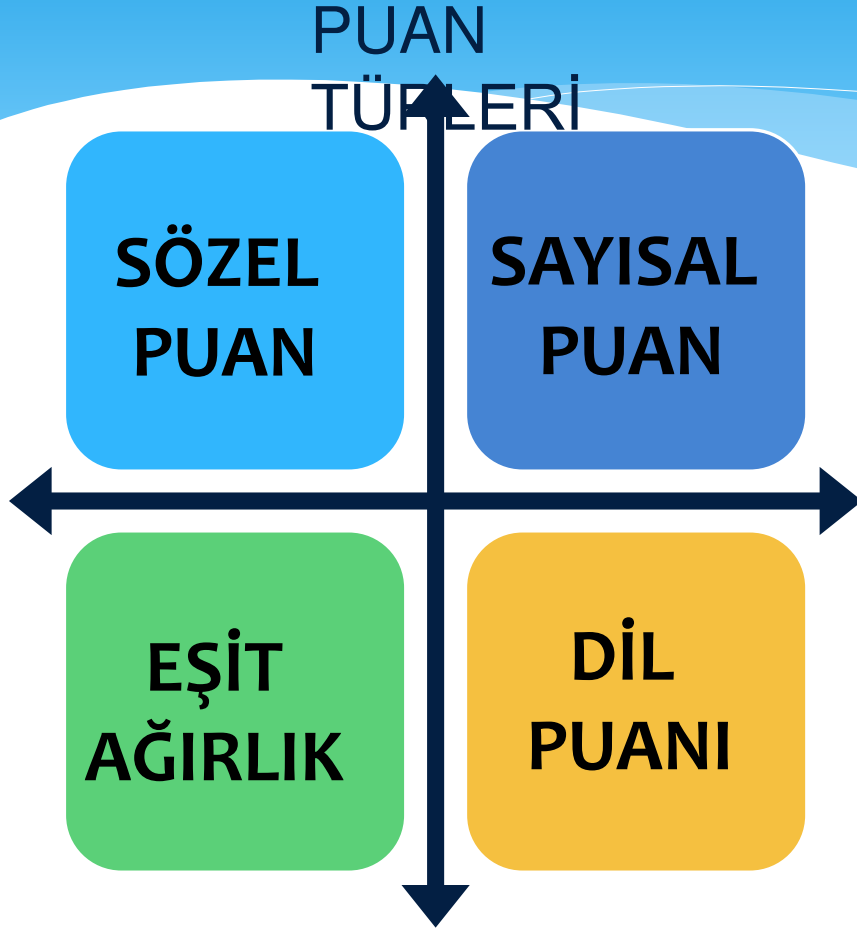 PUAN
TÜRLERİ
SÖZEL
PUAN
SAYISAL
PUAN
EŞİT
AĞIRLIK
DİL
PUANI